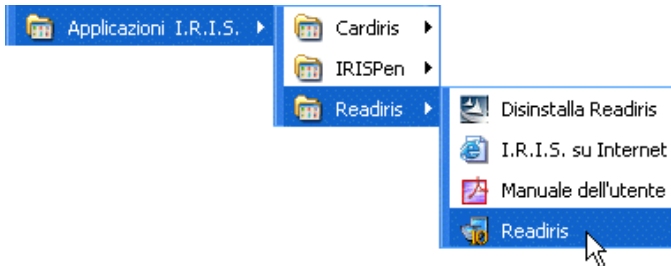 Applicazioni I.R.I.S.
Cardiris
IRISPen
Readiris
Disinstalla Readiris
I.R.I.S. su Internet
Manuale dell'utente
Readiris